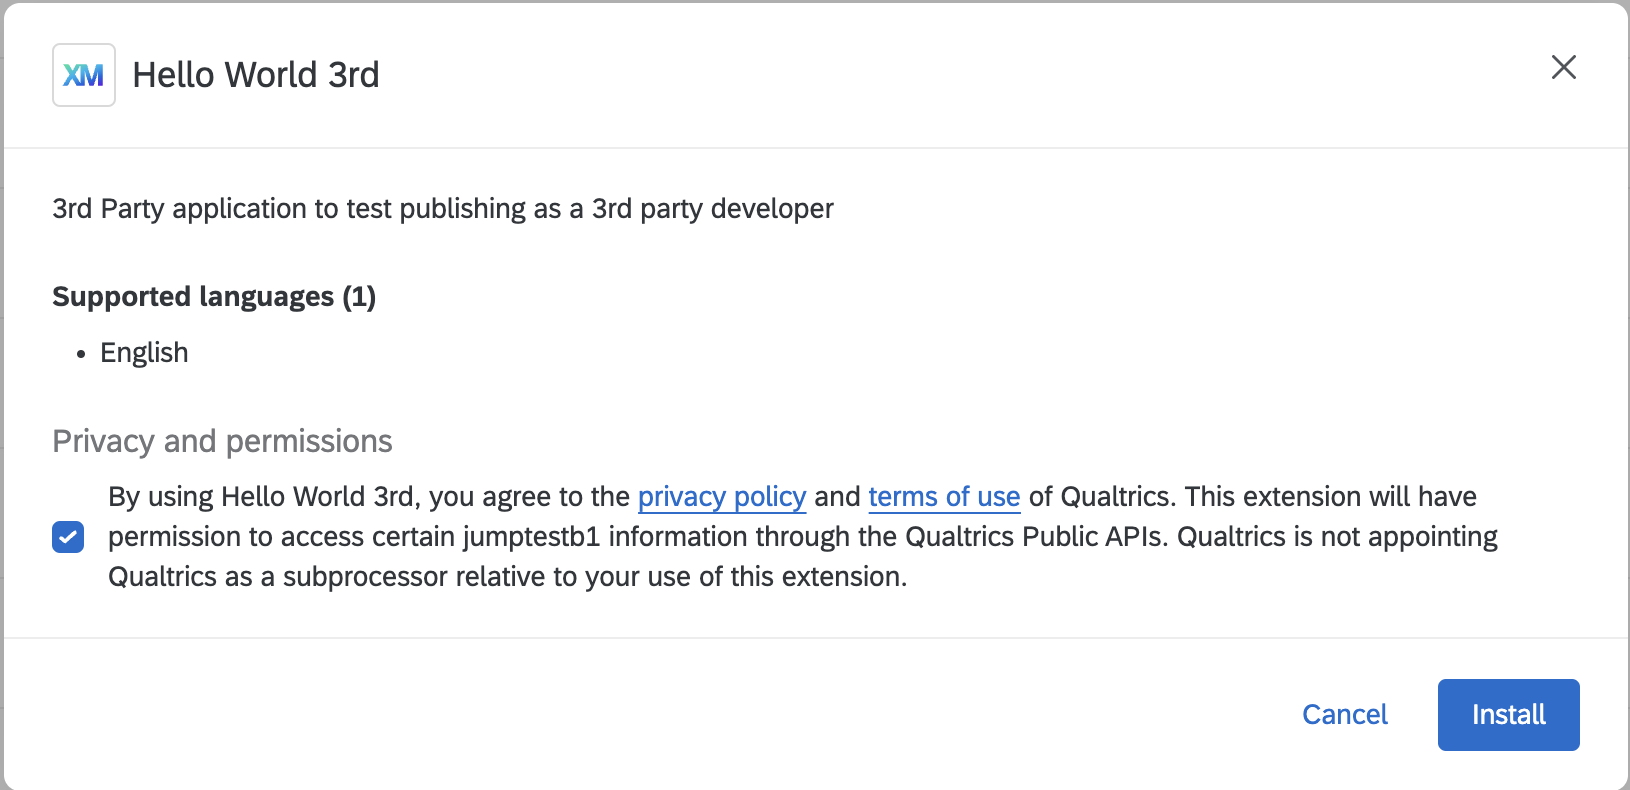 XM
Hello World 3rd
3rd Party application to test publishing as a 3rd party developer
Supported languages (1)
• English
Privacy and permissions
By using Hello World 3rd, you agree to the privacy policy and terms of use of Qualtrics. This extension will have
permission to access certain jumptestb1 information through the Qualtrics Public APIs. Qualtrics is not appointing
Qualtrics as a subprocessor relative to your use of this extension.
Cancel
Install